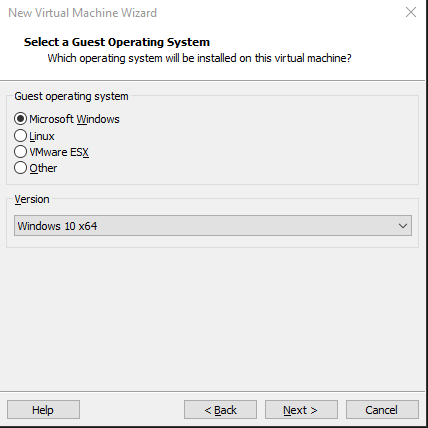 New Virtual Machine Wizard
Select a Guest Operating System
Which operating system will be installed on this virtual machine?
Guest operating system
Microsoft Windows
Linux
VMware ESX
Other
Version
Windows 10 x64
Help
< Back
Next >
Cancel